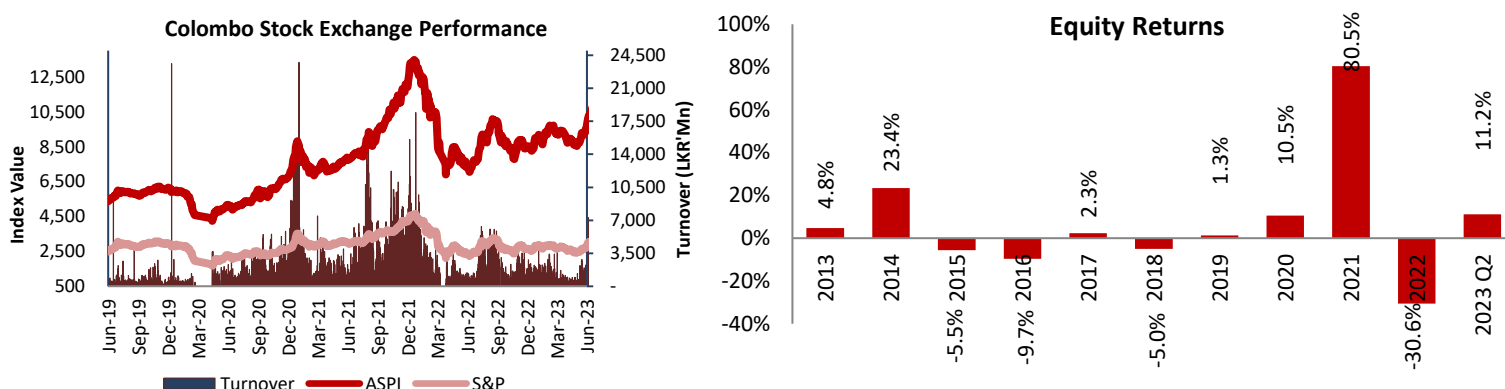 Colombo Stock Exchange Performance
Index Value
12,500
10,500
8,500
6,500
4,500
2,500
500
24,500
21,000
17,500
14,000
10,500
7,000
3,500
-
Turnover (LKR'Mn)
Jun-19
Sep-19
Dec-19
Mar-20
Jun-20
Sep-20
Dec-20
Mar-21
Jun-21
Sep-21
Dec-21
Mar-22
Jun-22
Sep-22
Dec-22
Mar-23
Jun-23
Turnover ASPI S&P
Equity Returns
100%
80%
60%
40%
20%
0%
-20%
-40%
4.8%
23.4%
-5.5%
-9.7%
2.3%
-5.0%
1.3%
10.5%
80.5%
-30.6%
11.2%
2013
2014
2015
2016
2017
2018
2019
2020
2021
2022
2023 Q2